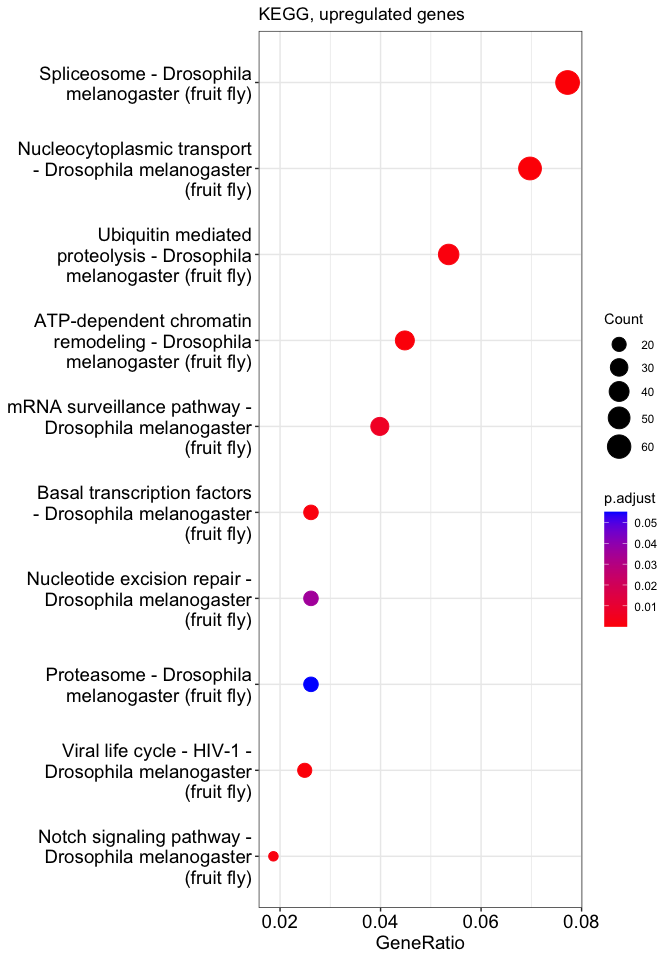 KEGG, upregulated genes
Spliceosome - Drosophila
melanogaster (fruit fly)
Nucleocytoplasmic transport
- Drosophila melanogaster
(fruit fly)
Ubiquitin mediated
proteolysis - Drosophila
melanogaster (fruit fly)
ATP-dependent chromatin
remodeling - Drosophila
melanogaster (fruit fly)
mRNA surveillance pathway -
Drosophila melanogaster
(fruit fly)
Basal transcription factors
- Drosophila melanogaster
(fruit fly)
Nucleotide excision repair -
Drosophila melanogaster
(fruit fly)
Proteasome - Drosophila
melanogaster (fruit fly)
Viral life cycle - HIV-1 -
Drosophila melanogaster
(fruit fly)
Notch signaling pathway -
Drosophila melanogaster
(fruit fly)
0.02 0.04 0.06 0.08
GeneRatio
Count
20
30
40
50
60
p.adjust
0.05
0.04
0.03
0.02
0.01